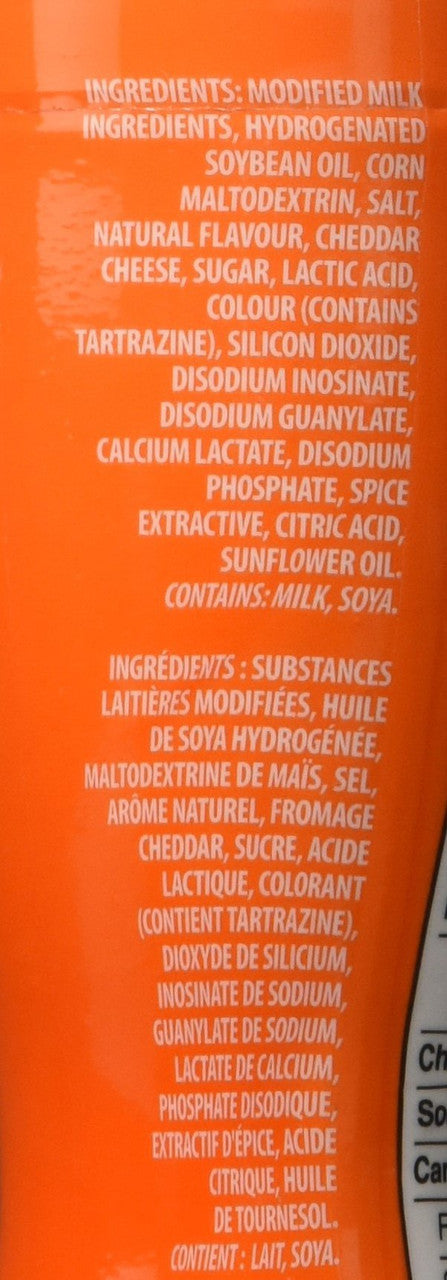 INGREDIENTS: MODIFIED MILK
INGREDIENTS, HYDROGENATED
SOYBEAN OIL, CORN
MALTODEXTRIN, SALT,
NATURAL FLAVOUR, CHEDDAR
CHEESE, SUGAR, LACTIC ACID,
COLOUR (CONTAINS
TARTRAZINE), SILICON DIOXIDE,
DISODIUM INOSINATE,
DISODIUM GUANYLATE,
CALCIUM LACTATE, DISODIUM
PHOSPHATE, SPICE
EXTRACTIVE, CITRIC ACID,
SUNFLOWER OIL.
CONTAINS: MILK, SOYA.
INGRÉDIENTS : SUBSTANCES
LAITIÈRES MODIFIÉES, HUILE
DE SOYA HYDROGÉNÉE,
MALTODEXTRINE DE MAÏS, SEL,
ARÔME NATUREL, FROMAGE
CHEDDAR, SUCRE, ACIDE
LACTIQUE, COLORANT
(CONTIENT TARTRAZINE),
DIOXYDE DE SILICIUM,
INOSINATE DE SODIUM,
GUANYLATE DE SODIUM,
LACTATE DE CALCIUM,
PHOSPHATE DISODIQUE,
EXTRACTIF D'ÉPICE, ACIDE
CITRIQUE, HUILE
DE TOURNESOL.
CONTIENT : LAIT, SOYA.
Ch
So
Car
F